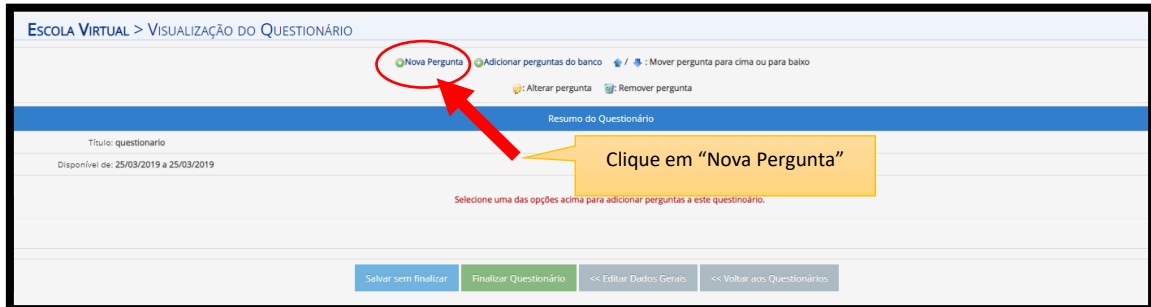 ESCOLA VIRTUAL > VISUALIZAÇÃO DO QUESTIONÁRIO
Nova Pergunta Adicionar perguntas do banco / : Mover pergunta para cima ou para baixo
: Alterar pergunta : Remover pergunta
Resumo do Questionário
Título: questionario
Clique em “Nova Pergunta”
Disponível de: 25/03/2019 a 25/03/2019
Selecione uma das opções acima para adicionar perguntas a este questinoário.
Salvar sem finalizar Finalizar Questionário << Editar Dados Gerais << Voltar aos Questionários